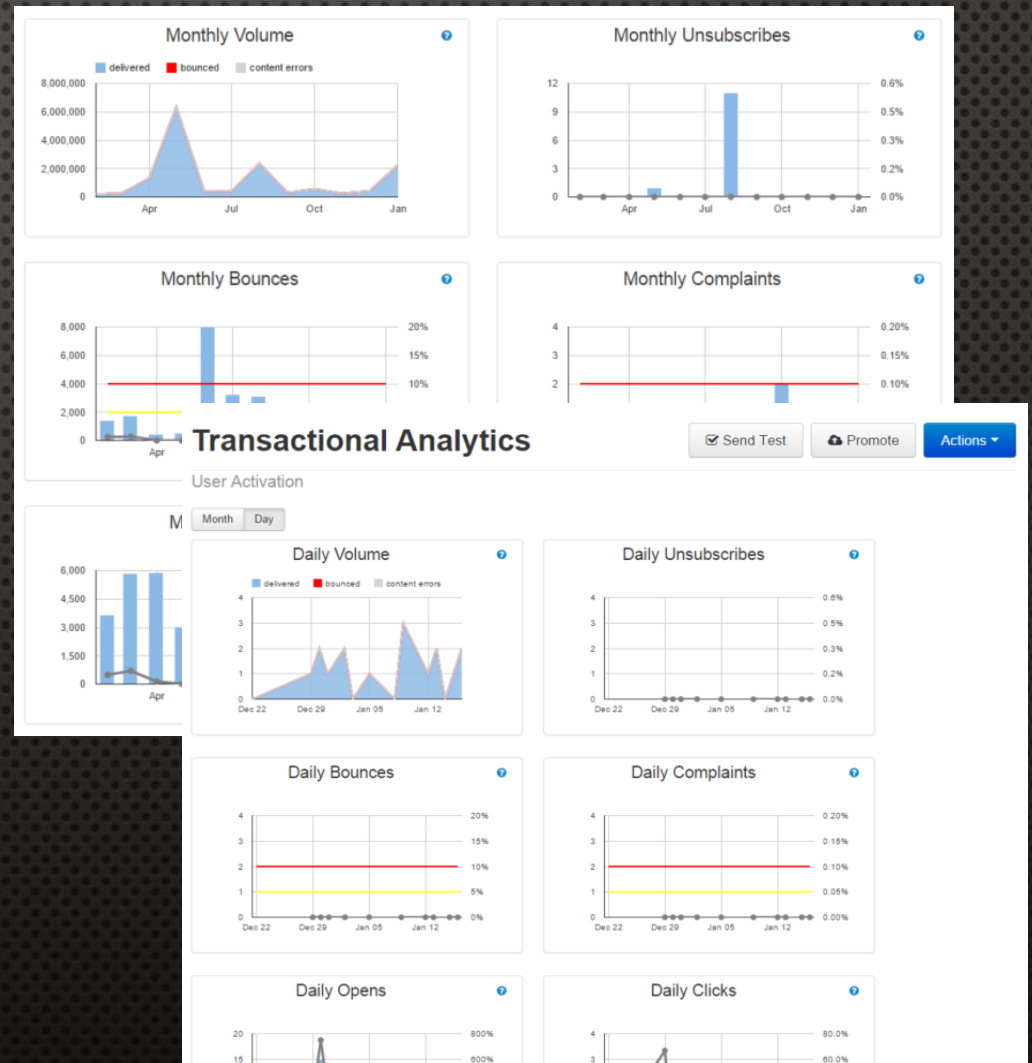 Monthly Volume
delivered bounced content errors
8,000,000
6,000,000
4,000,000
2,000,000
0
Apr Jul Oct Jan
Monthly Unsubscribes
12 0.6%
9 0.5%
6 0.3%
3 0.2%
0 0.0%
Apr Jul Oct Jan
Monthly Bounces
8,000 20%
6,000 15%
4,000 10%
2,000
0
Apr
Monthly Complaints
4 0.20%
3 0.15%
2 0.10%
M
6,000
4,500
3,000
1,500
0
Apr
Transactional Analytics
Send Test Promote Actions
User Activation
Month Day
Daily Volume
delivered bounced content errors
4
3
2
1
0
Dec 22 Dec 29 Jan 05 Jan 12
Daily Unsubscribes
4 0.6%
3 0.5%
2 0.3%
1 0.2%
0 0.0%
Dec 22 Dec 29 Jan 05 Jan 12
Daily Bounces
4 20%
3 15%
2 10%
1 5%
0 0%
Dec 22 Dec 29 Jan 05 Jan 12
Daily Complaints
4 0.20%
3 0.15%
2 0.10%
1 0.05%
0 0.00%
Dec 22 Dec 29 Jan 05 Jan 12
Daily Opens
20 800%
15 600%
Daily Clicks
4 80.0%
3 60.0%